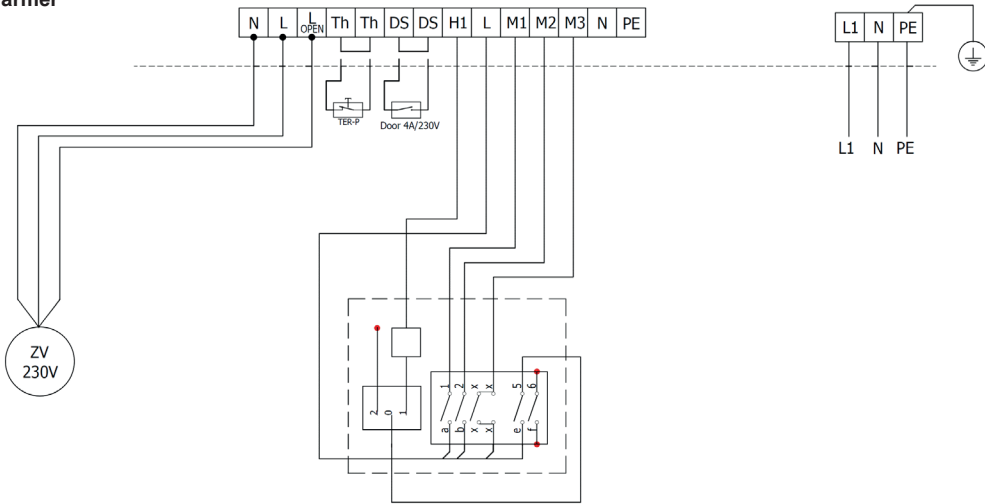 armer
N L L OPEN Th Th DS DS H1 L M1 M2 M3 N PE
L1 N PE
TER-P
Door 4A/230V
L1 N PE
ZV
230V
1 2 x x 5 6
2 0 1
a b x x e f